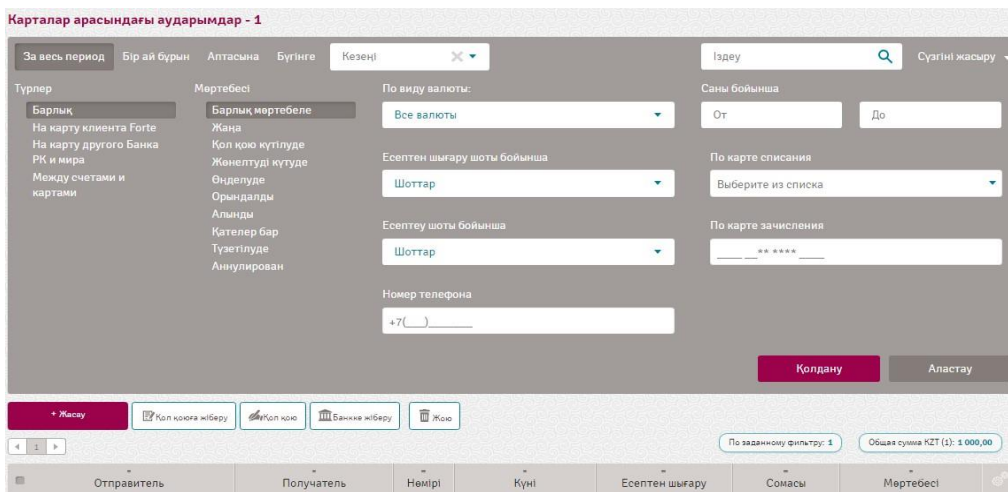 Карталар арасындағы аударымдар - 1
За весь период Бір ай бұрын Аптасына Бүгінге Кезеңі Іздеу Сүзгіні жасыру
Түрлер
Барлық
На карту клиента Forte
На карту другого Банка
РК и мира
Между счетами и
картами
Мәртебесі
Барлық мәртебеле
Жаңа
Қол қою күтілуде
Жөнелтуді күтуде
Өңделуде
Орындалды
Алынды
Қателер бар
Түзетілуде
Аннулирован
По виду валюты:
Все валюты
Есептен шығару шоты бойынша
Шоттар
Есептеу шоты бойынша
Шоттар
Номер телефона
+7(___)_______
Саны бойынша
От До
По карте списания
Выберите из списка
По карте зачисления
____ __** **** ____
Қолдану Аластау
+ Жасау Қол қоюға жіберу Қол қою Банкке жіберу Жою
1 По заданному фильтру: 1 Общая сумма KZT (1): 1 000,00
Отправитель Получатель Нөмірі Күні Есептен шығару Сомасы Мәртебесі